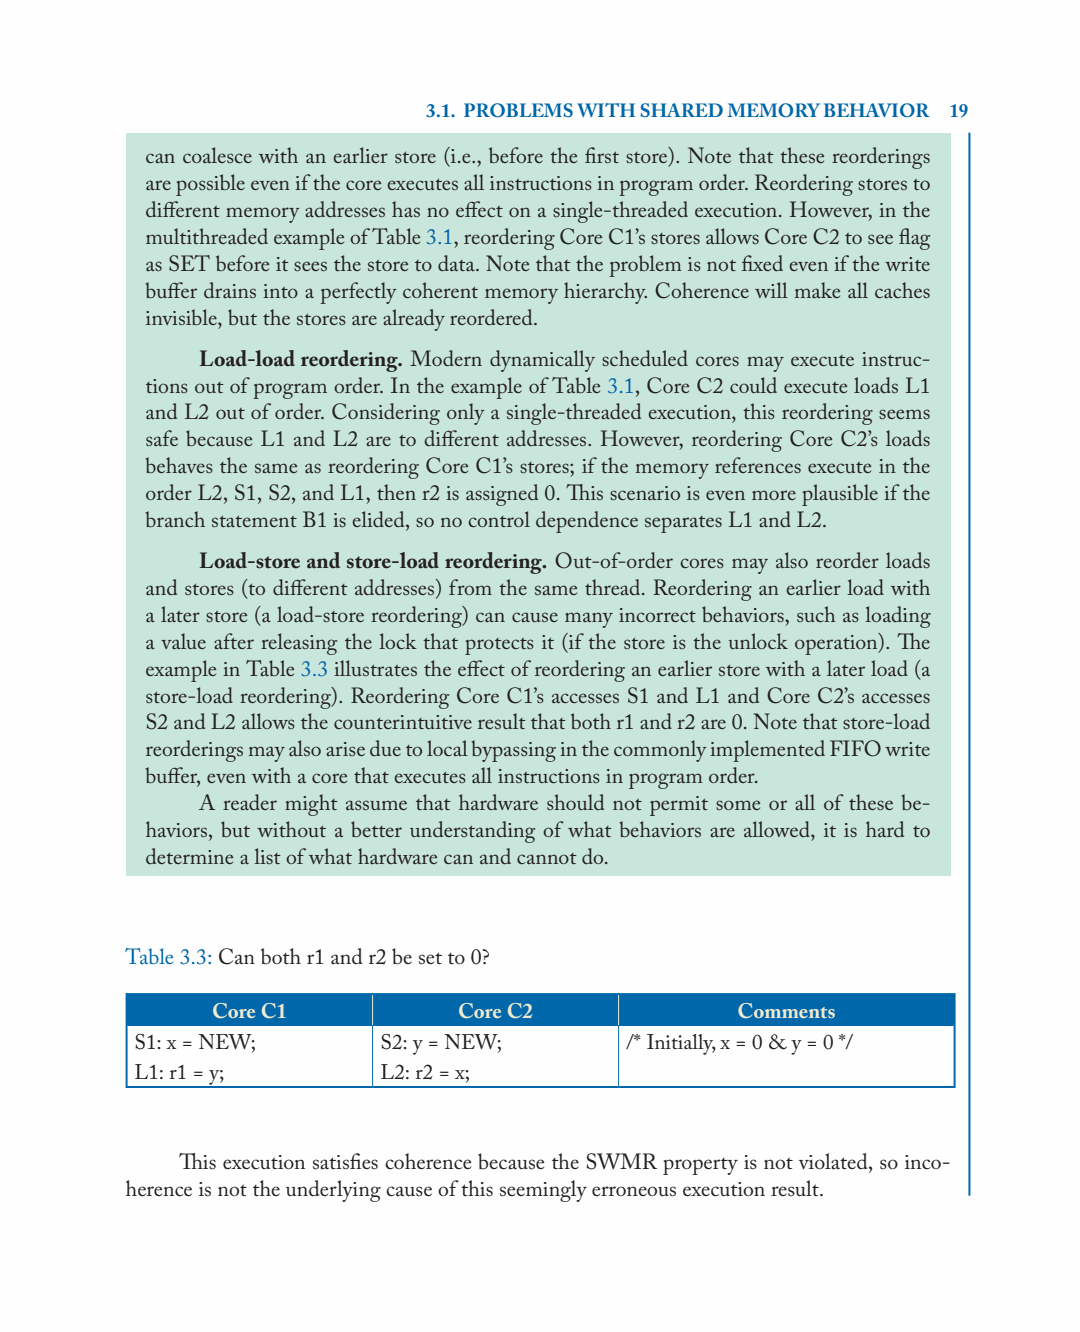 3.1. PROBLEMS WITH SHARED MEMORY BEHAVIOR 19
can coalesce with an earlier store (i.e., before the first store). Note that these reorderings
are possible even if the core executes all instructions in program order. Reordering stores to
different memory addresses has no effect on a single-threaded execution. However, in the
multithreaded example of Table 3.1, reordering Core C1’s stores allows Core C2 to see flag
as SET before it sees the store to data. Note that the problem is not fixed even if the write
buffer drains into a perfectly coherent memory hierarchy. Coherence will make all caches
invisible, but the stores are already reordered.
Load-load reordering. Modern dynamically scheduled cores may execute instruc-
tions out of program order. In the example of Table 3.1, Core C2 could execute loads L1
and L2 out of order. Considering only a single-threaded execution, this reordering seems
safe because L1 and L2 are to different addresses. However, reordering Core C2’s loads
behaves the same as reordering Core C1’s stores; if the memory references execute in the
order L2, S1, S2, and L1, then r2 is assigned 0. This scenario is even more plausible if the
branch statement B1 is elided, so no control dependence separates L1 and L2.
Load-store and store-load reordering. Out-of-order cores may also reorder loads
and stores (to different addresses) from the same thread. Reordering an earlier load with
a later store (a load-store reordering) can cause many incorrect behaviors, such as loading
a value after releasing the lock that protects it (if the store is the unlock operation). The
example in Table 3.3 illustrates the effect of reordering an earlier store with a later load (a
store-load reordering). Reordering Core C1’s accesses S1 and L1 and Core C2’s accesses
S2 and L2 allows the counterintuitive result that both r1 and r2 are 0. Note that store-load
reorderings may also arise due to local bypassing in the commonly implemented FIFO write
buffer, even with a core that executes all instructions in program order.
A reader might assume that hardware should not permit some or all of these be-
haviors, but without a better understanding of what behaviors are allowed, it is hard to
determine a list of what hardware can and cannot do.
Table 3.3: Can both r1 and r2 be set to 0?
Core C1 Core C2 Comments
S1: x = NEW; S2: y = NEW; /* Initially, x = 0 & y = 0 */
L1: r1 = y; L2: r2 = x;
This execution satisfies coherence because the SWMR property is not violated, so inco-
herence is not the underlying cause of this seemingly erroneous execution result.